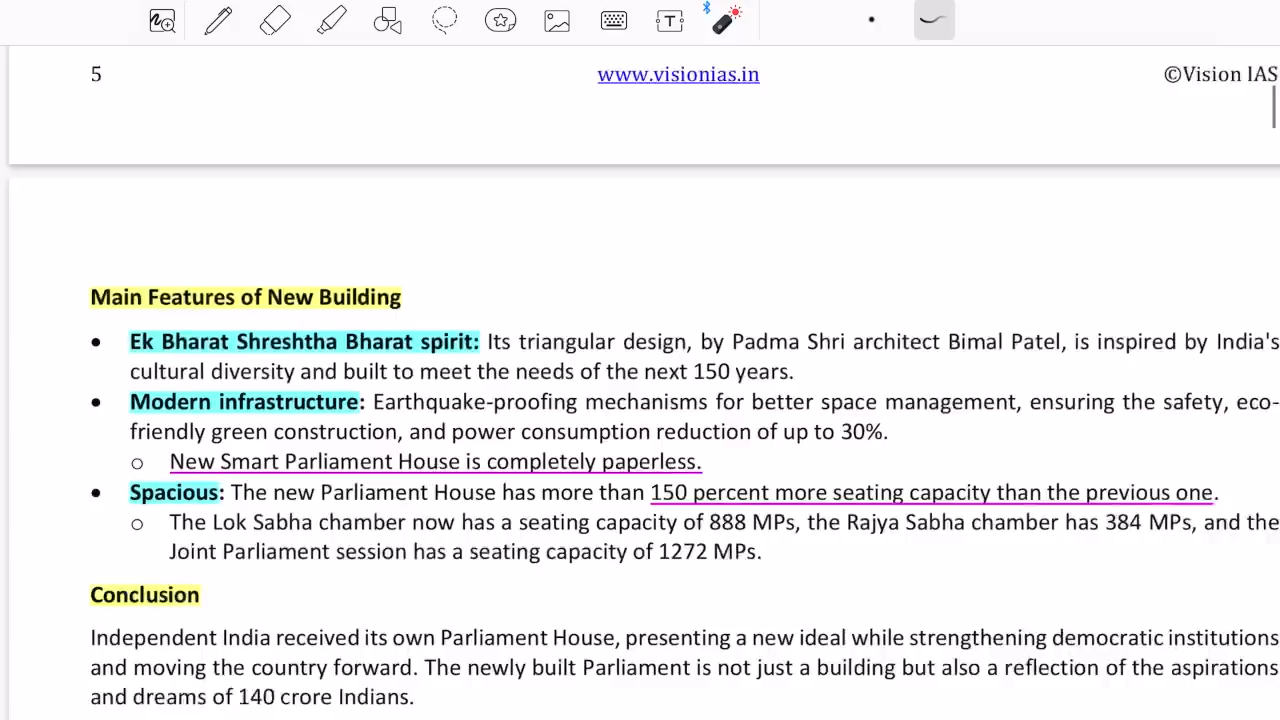 5 www.visionias.in ©Vision IAS
Main Features of New Building
• Ek Bharat Shreshtha Bharat spirit: Its triangular design, by Padma Shri architect Bimal Patel, is inspired by India's
cultural diversity and built to meet the needs of the next 150 years.
• Modern infrastructure: Earthquake-proofing mechanisms for better space management, ensuring the safety, eco-
friendly green construction, and power consumption reduction of up to 30%.
o New Smart Parliament House is completely paperless.
• Spacious: The new Parliament House has more than 150 percent more seating capacity than the previous one.
o The Lok Sabha chamber now has a seating capacity of 888 MPs, the Rajya Sabha chamber has 384 MPs, and the
Joint Parliament session has a seating capacity of 1272 MPs.
Conclusion
Independent India received its own Parliament House, presenting a new ideal while strengthening democratic institutions
and moving the country forward. The newly built Parliament is not just a building but also a reflection of the aspirations
and dreams of 140 crore Indians.